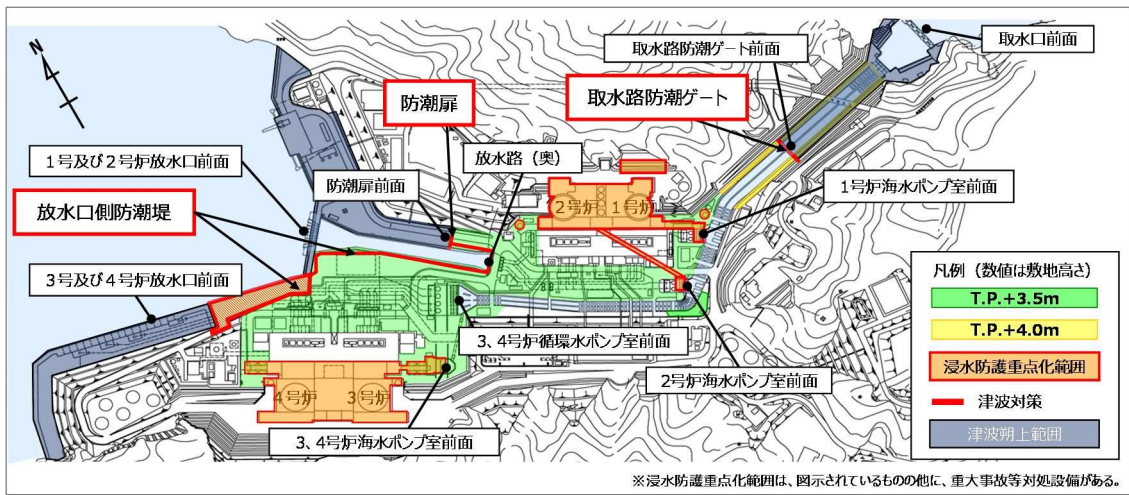 N
取水口前面
取水路防潮ゲート前面
取水路防潮ゲート
防潮扉
放水路（奥）
1号及び2号炉放水口前面
防潮扉前面
1号炉海水ポンプ室前面
放水口側防潮堤
2号炉
1号炉
3号及び4号炉放水口前面
凡例（数値は敷地高さ）
T.P.+3.5m
T.P.+4.0m
浸水防護重点化範囲
津波対策
津波朔上範囲
3、4号炉循環水ポンプ室前面
2号炉海水ポンプ室前面
4号炉
3号炉
3、4号炉海水ポンプ室前面
※浸水防護重点化範囲は、図示されているものの他に、重大事故等対処設備がある。